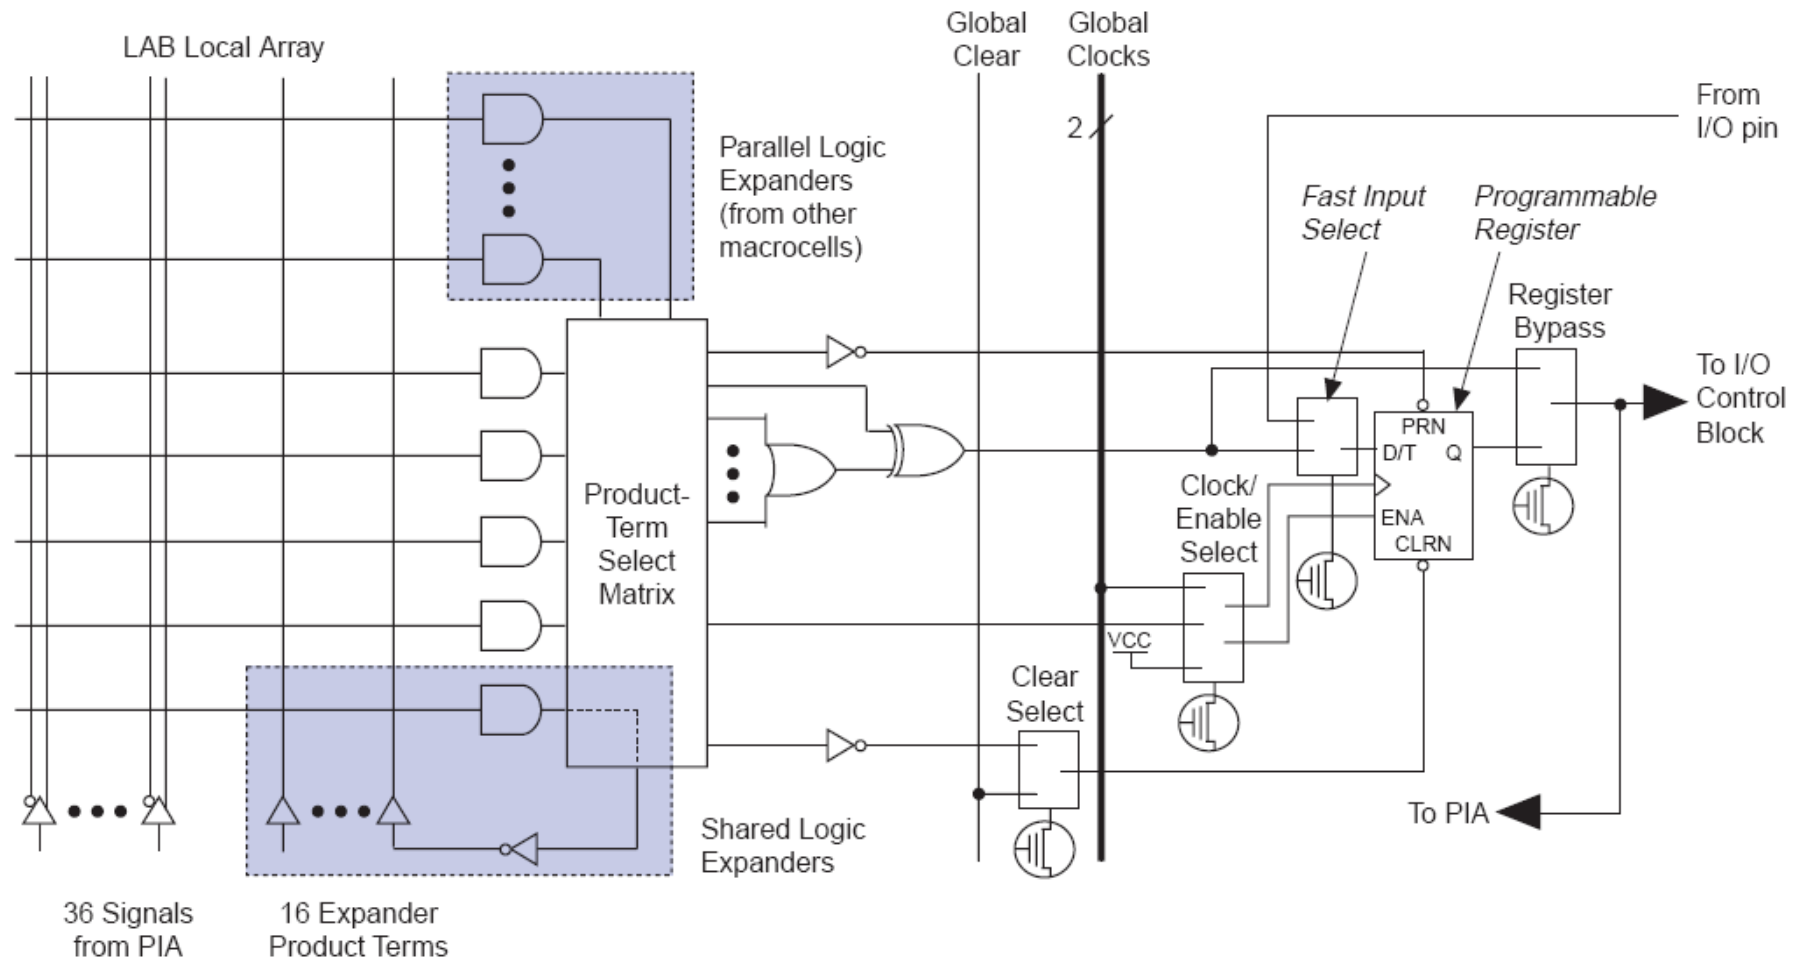 LAB Local Array
Global
Clear
Global
Clocks
2
From
I/O pin
Parallel Logic
Expanders
(from other
macrocells)
Fast Input
Select
Programmable
Register
Register
Bypass
To I/O
Control
Block
PRN
D/T
Q
ENA
CLRN
Clock/
Enable
Select
Product-
Term
Select
Matrix
VCC
Clear
Select
To PIA
Shared Logic
Expanders
36 Signals
from PIA
16 Expander
Product Terms